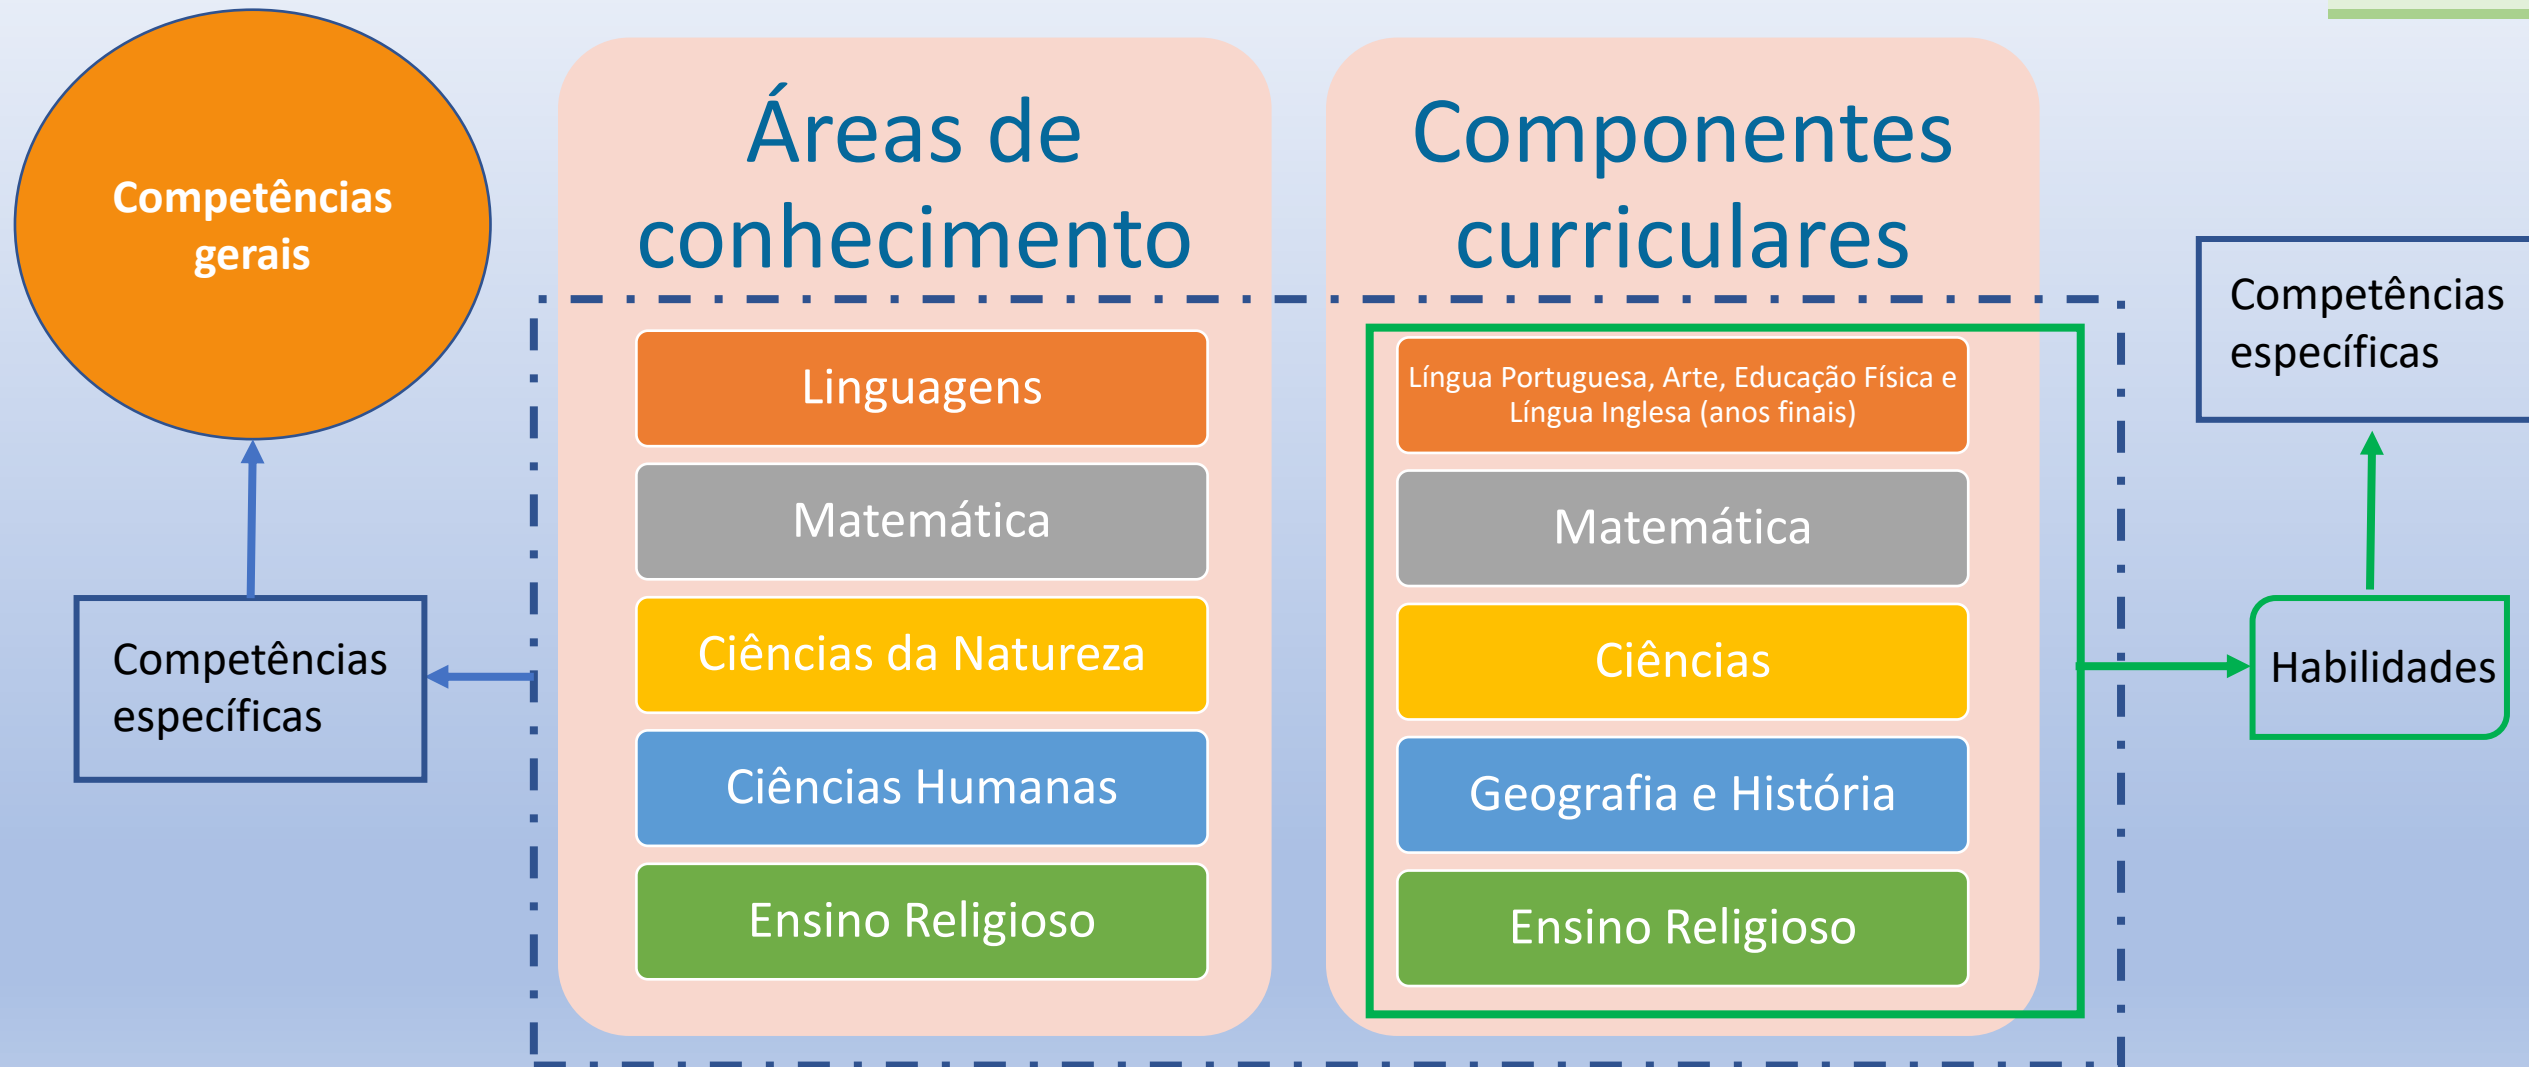 Competências
gerais
Competências
específicas
Áreas de
conhecimento
Linguagens
Matemática
Ciências da Natureza
Ciências Humanas
Ensino Religioso
Componentes
curriculares
Língua Portuguesa, Arte, Educação Física e
Língua Inglesa (anos finais)
Matemática
Ciências
Geografia e História
Ensino Religioso
Competências
específicas
Habilidades